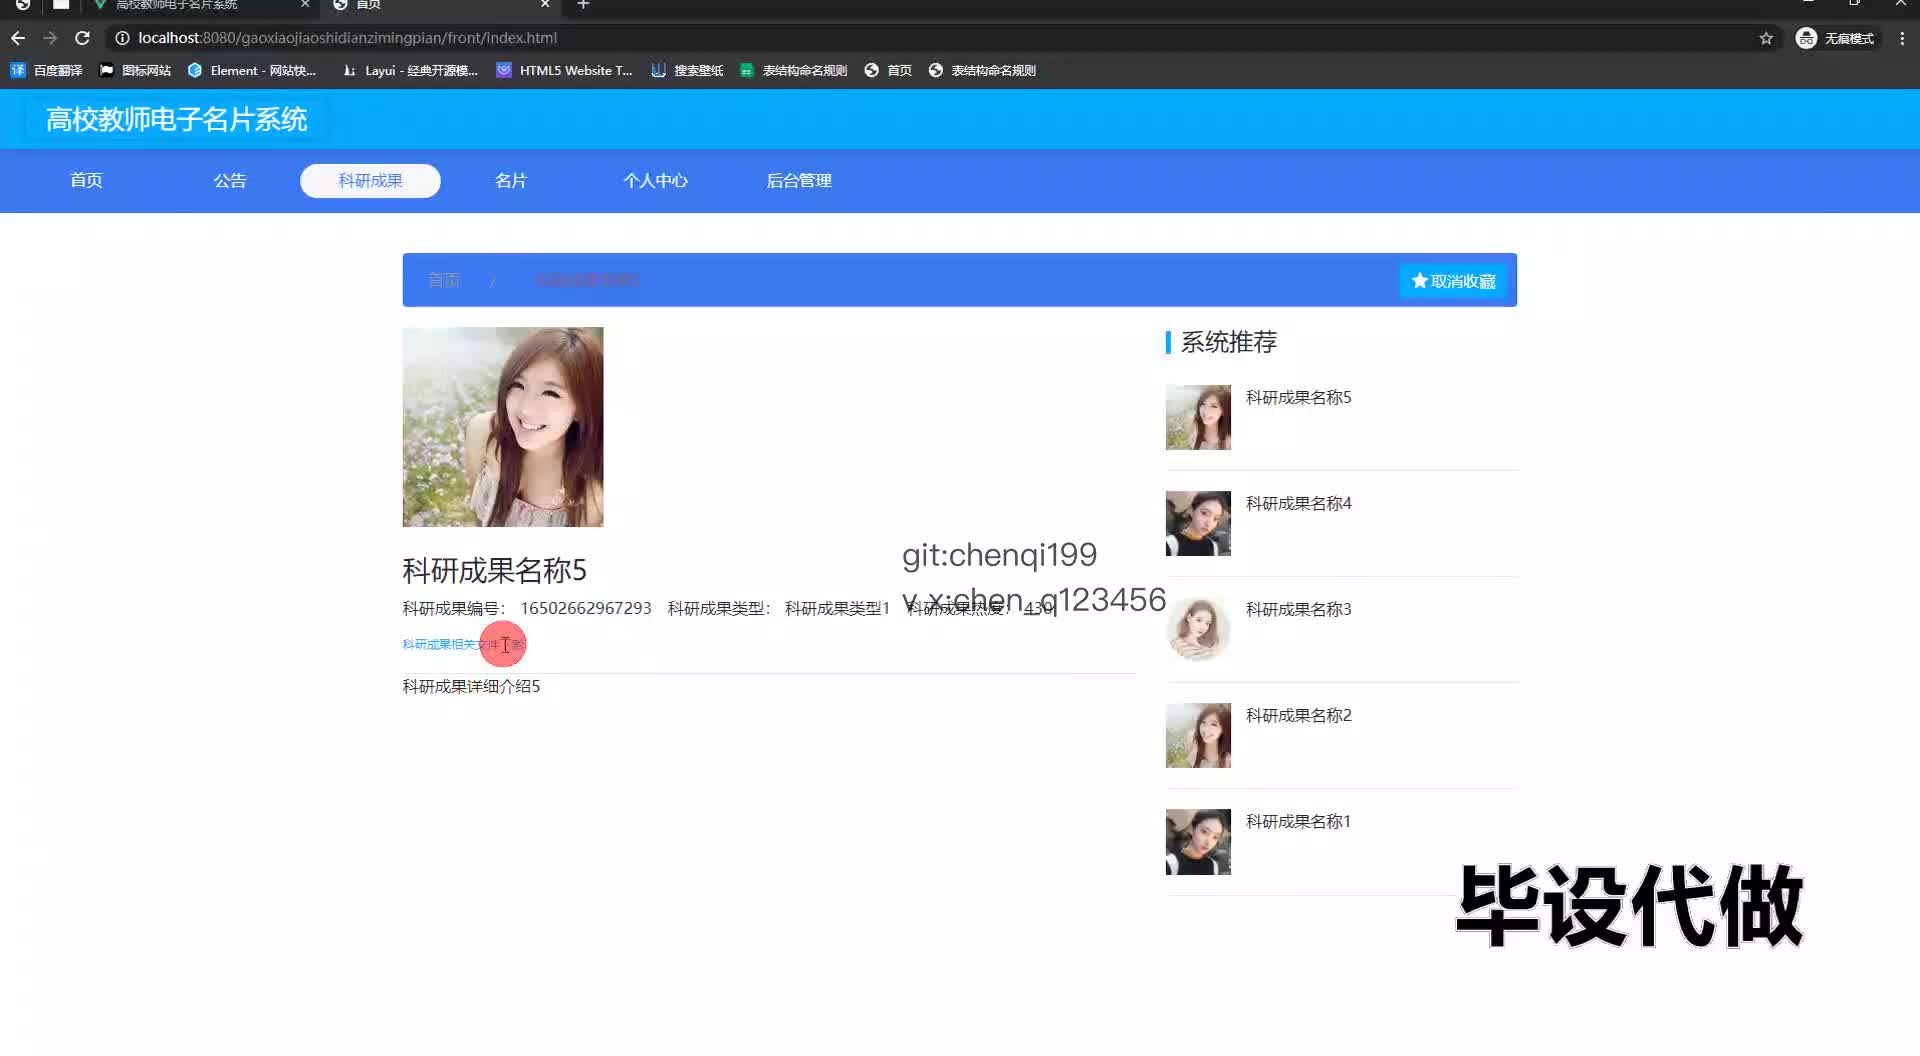 高校教师电子名片系统
首页
localhost:8080/gaoxiaojiaoshidianzimingpian/front/index.html
无痕模式
百度翻译
图标网站
Element - 网站快...
Layui - 经典开源模...
HTML5 Website T...
搜索壁纸
表结构命名规则
首页
表结构命名规则
高校教师电子名片系统
首页
公告
科研成果
名片
个人中心
后台管理
首页 /
取消收藏
系统推荐
科研成果名称5
科研成果名称4
科研成果名称3
科研成果名称2
科研成果名称1
科研成果名称5
科研成果编号： 16502662967293 科研成果类型： 科研成果类型1 科研成果热度： 430
科研成果相关文件
科研成果详细介绍5
git:chenqi199
v x:chen_q123456
毕设代做